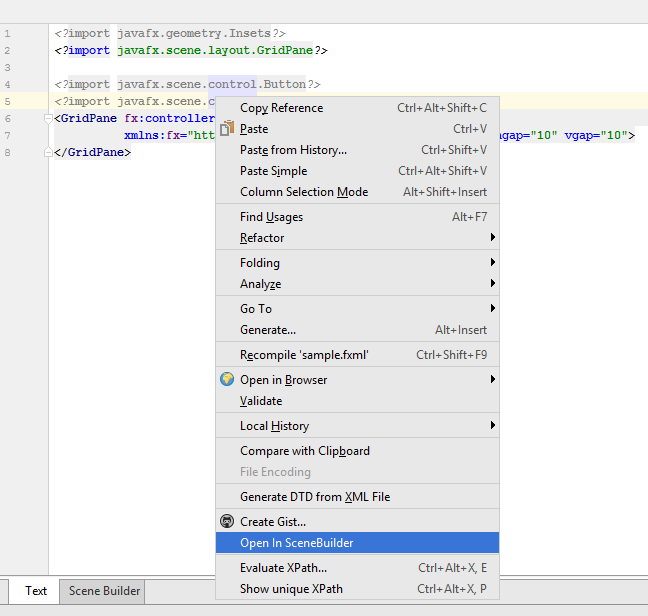 1 <?import javafx.geometry.Insets?>
2 <?import javafx.scene.layout.GridPane?>
3
4 <?import javafx.scene.control.Button?>
5 <?import javafx.scene.c
6 <GridPane fx:controller
7 xmlns:fx="htt gap="10" vgap="10">
8 </GridPane>
Copy Reference Ctrl+Alt+Shift+C
Paste Ctrl+V
Paste from History... Ctrl+Shift+V
Paste Simple Ctrl+Alt+Shift+V
Column Selection Mode Alt+Shift+Insert
Find Usages Alt+F7
Refactor
Folding
Analyze
Go To
Generate... Alt+Insert
Recompile 'sample.fxml' Ctrl+Shift+F9
Open in Browser
Validate
Local History
Compare with Clipboard
File Encoding
Generate DTD from XML File
Create Gist...
Open In SceneBuilder
Evaluate XPath... Ctrl+Alt+X, E
Show unique XPath Ctrl+Alt+X, P
Text Scene Builder